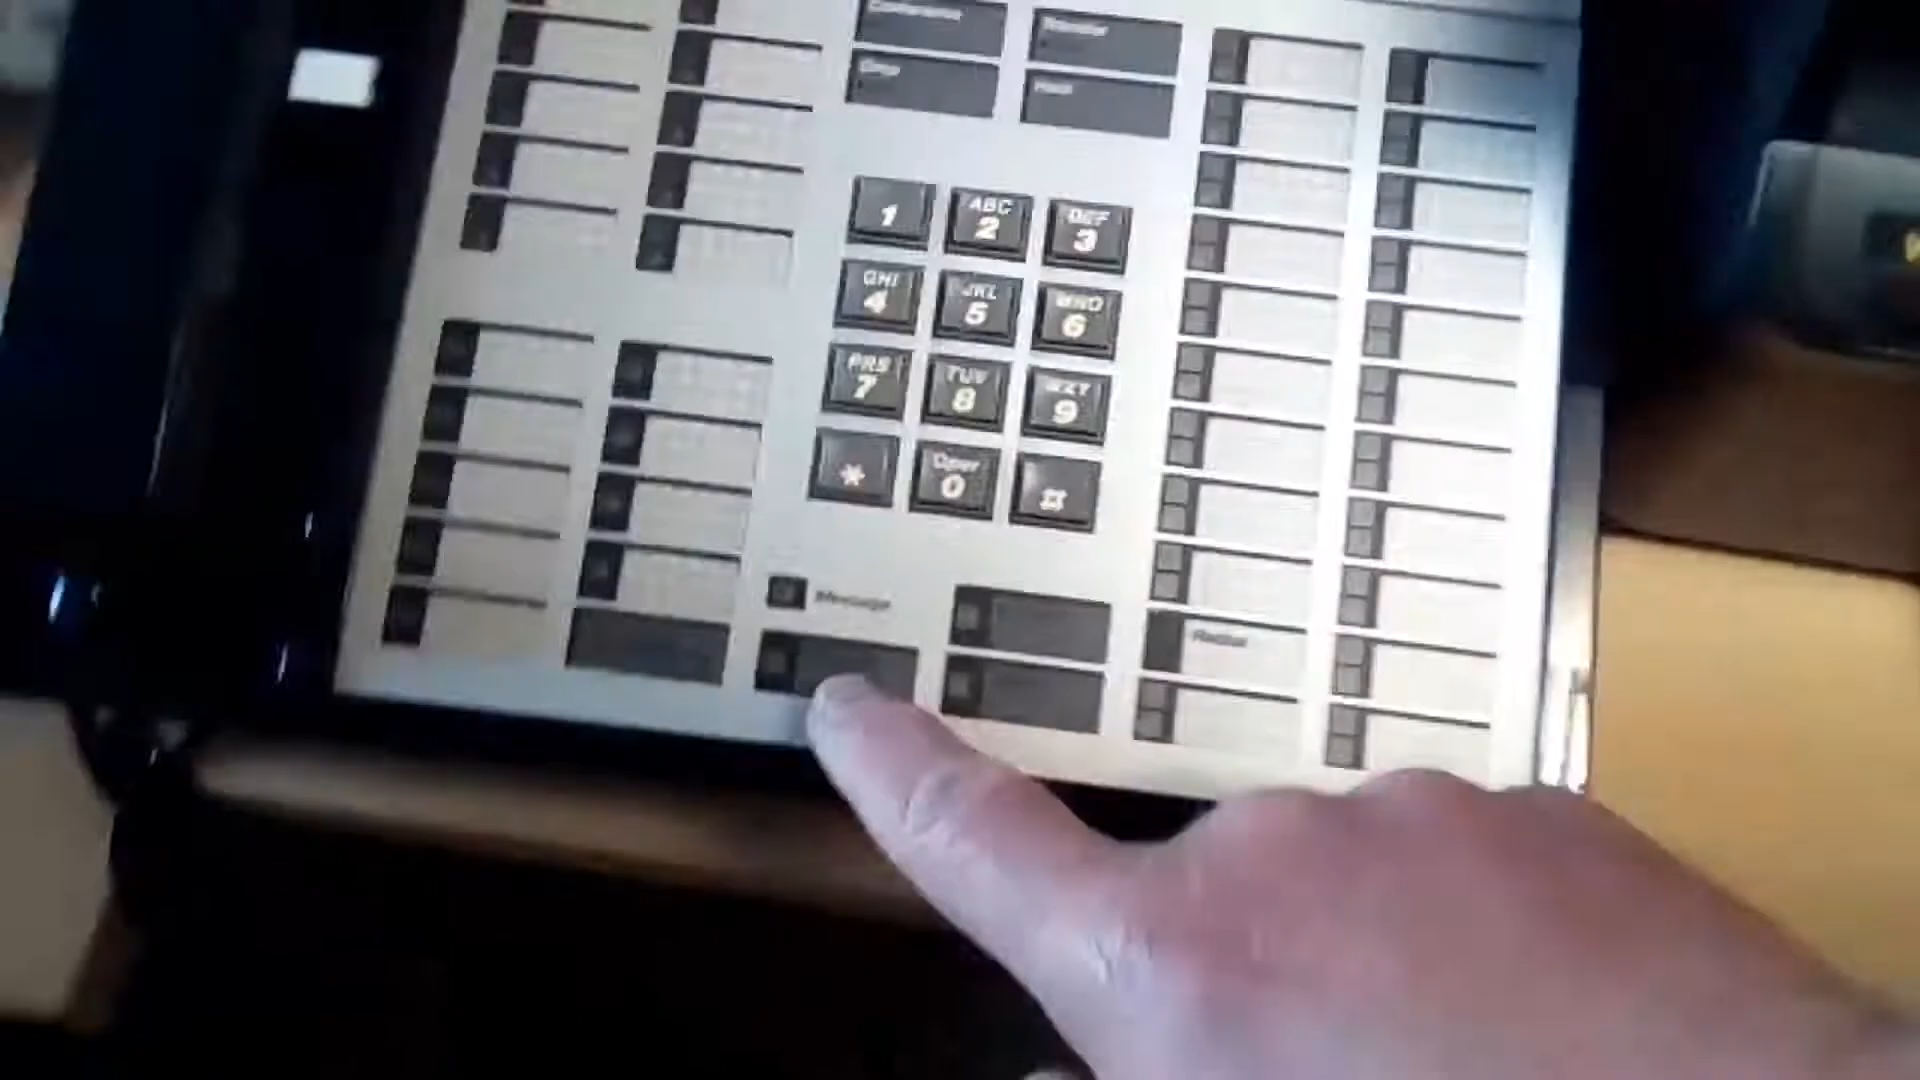 Conference
Transfer
Drop
Hold
1
ABC
2
DEF
3
GHI
4
JKL
5
MNO
6
PRS
7
TUV
8
WXY
9
*
Oper
0
#
Message